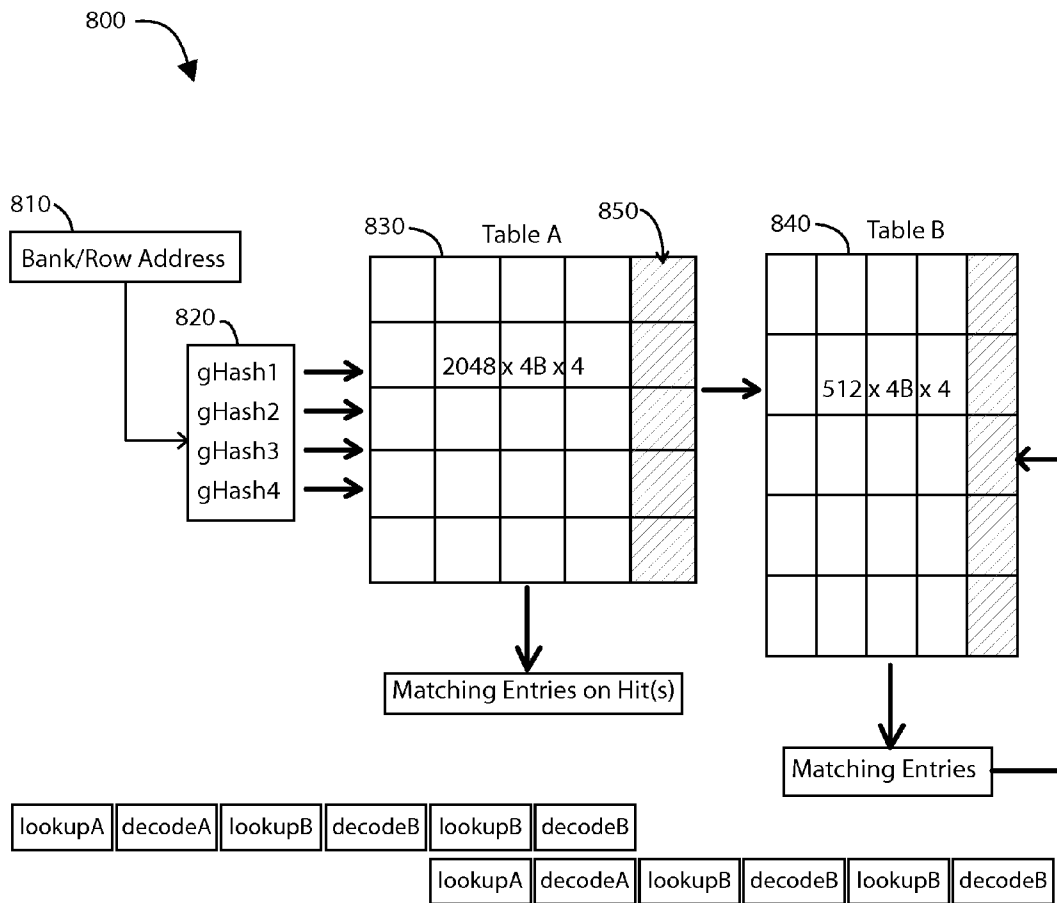 800
810
Bank/Row Address
820
gHash1
gHash2
gHash3
gHash4
830
Table A
850
2048 x 4B x 4
840
Table B
512 x 4B x 4
Matching Entries on Hit(s)
Matching Entries
lookupA decodeA lookupB decodeB lookupB decodeB
lookupA decodeA lookupB decodeB lookupB decodeB